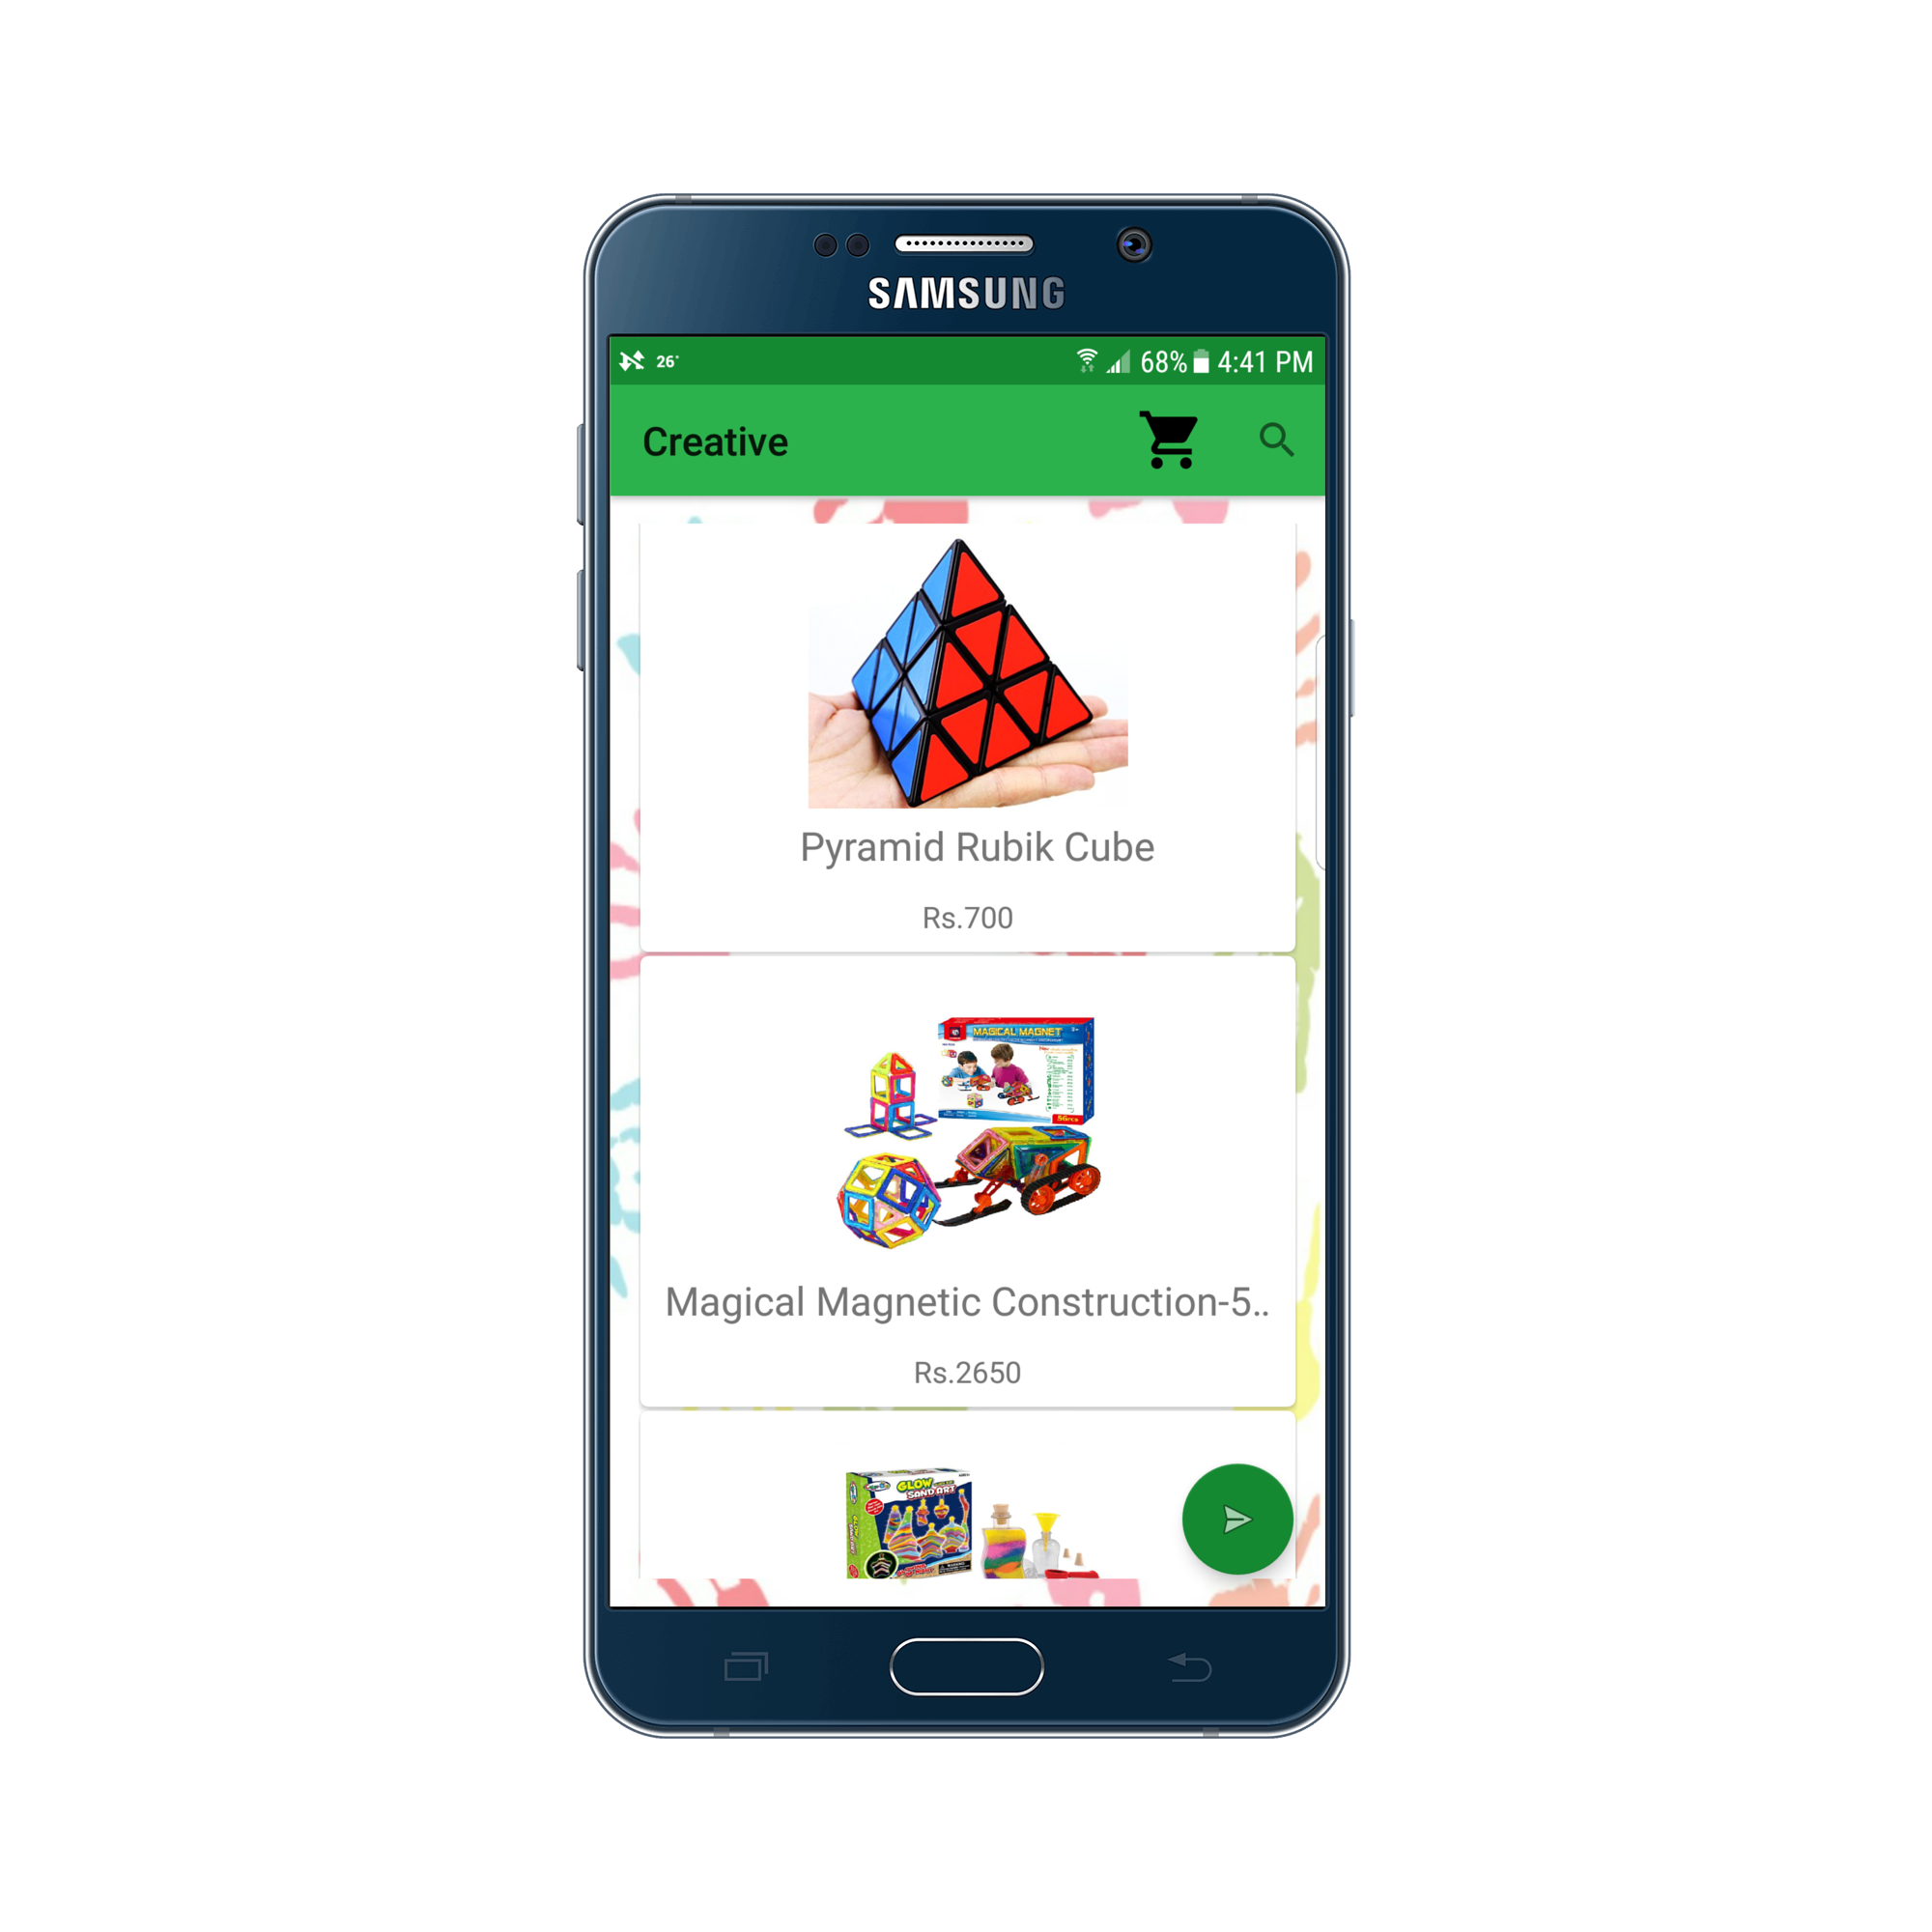 SAMSUNG
26°
68% 4:41 PM
Creative
Pyramid Rubik Cube
Rs.700
MAGICAL MAGNET
Magical Magnetic Construction-5..
Rs.2650
GLOW
SAND ART